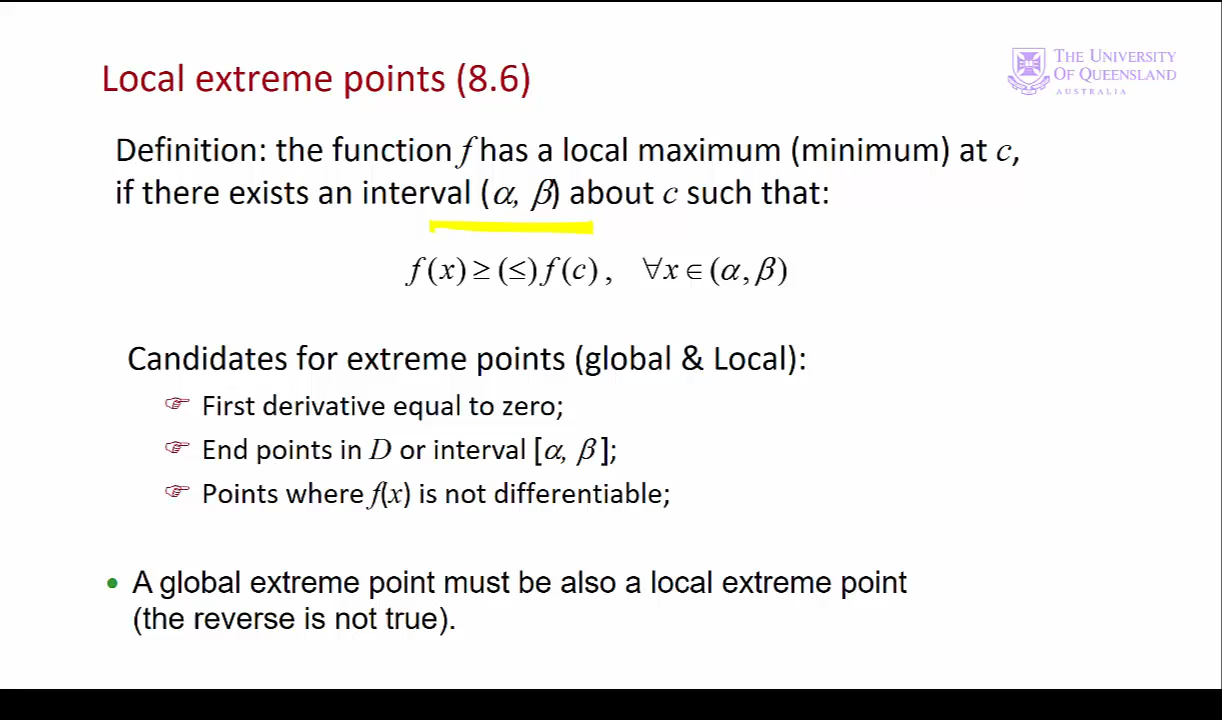 Local extreme points (8.6)
THE UNIVERSITY
OF QUEENSLAND
AUSTRALIA
Definition: the function f has a local maximum (minimum) at c,
if there exists an interval (α, β) about c such that:
f(x) ≥ (≤) f(c), ∀x ∈ (α, β)
Candidates for extreme points (global & Local):
☞ First derivative equal to zero;
☞ End points in D or interval [α, β];
☞ Points where f(x) is not differentiable;
• A global extreme point must be also a local extreme point
(the reverse is not true).